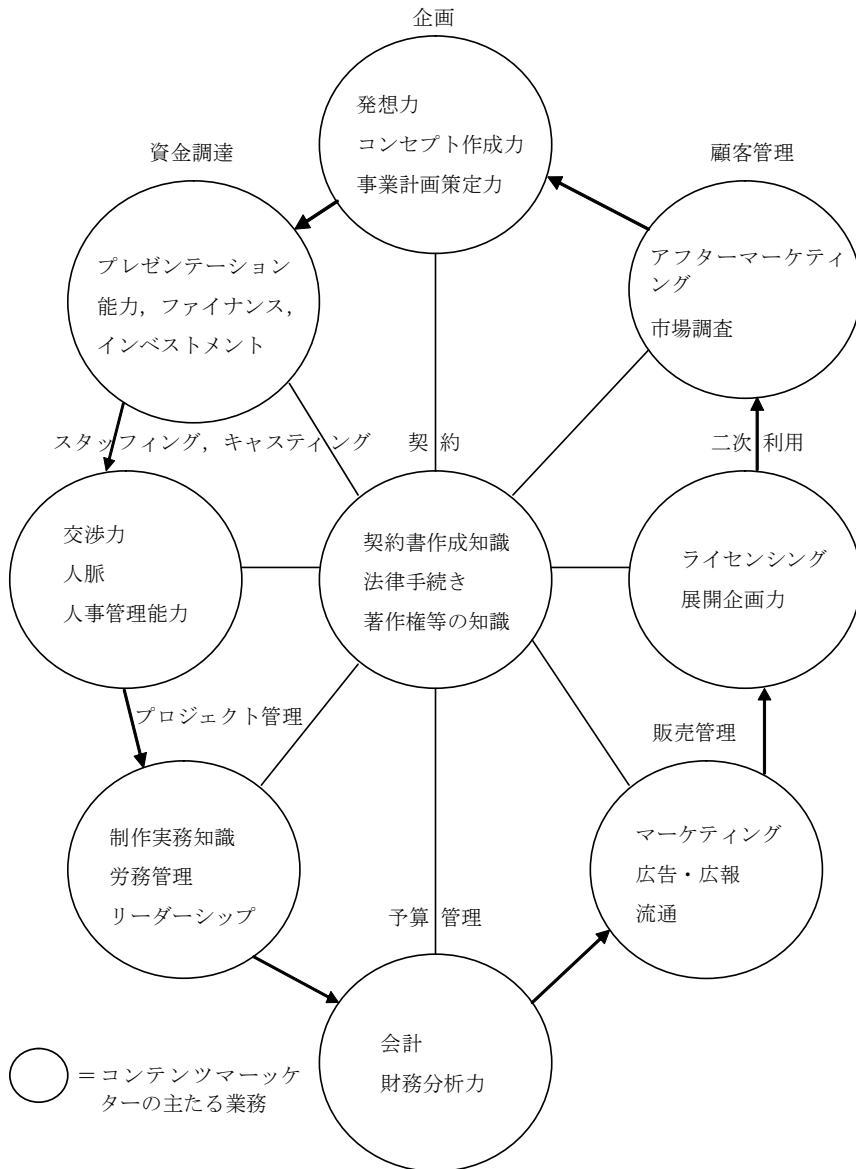 企画
発想力
コンセプト作成力
事業計画策定力
資金調達
プレゼンテーション
能力，ファイナンス，
インベストメント
顧客管理
アフターマーケティ
ング
市場調査
スタッフィング，キャスティング
交渉力
人脈
人事管理能力
契約
契約書作成知識
法律手続き
著作権等の知識
二次利用
ライセンシング
展開企画力
プロジェクト管理
制作実務知識
労務管理
リーダーシップ
販売管理
マーケティング
広告・広報
流通
予算管理
会計
財務分析力
＝コンテンツマーッケ
ターの主たる業務